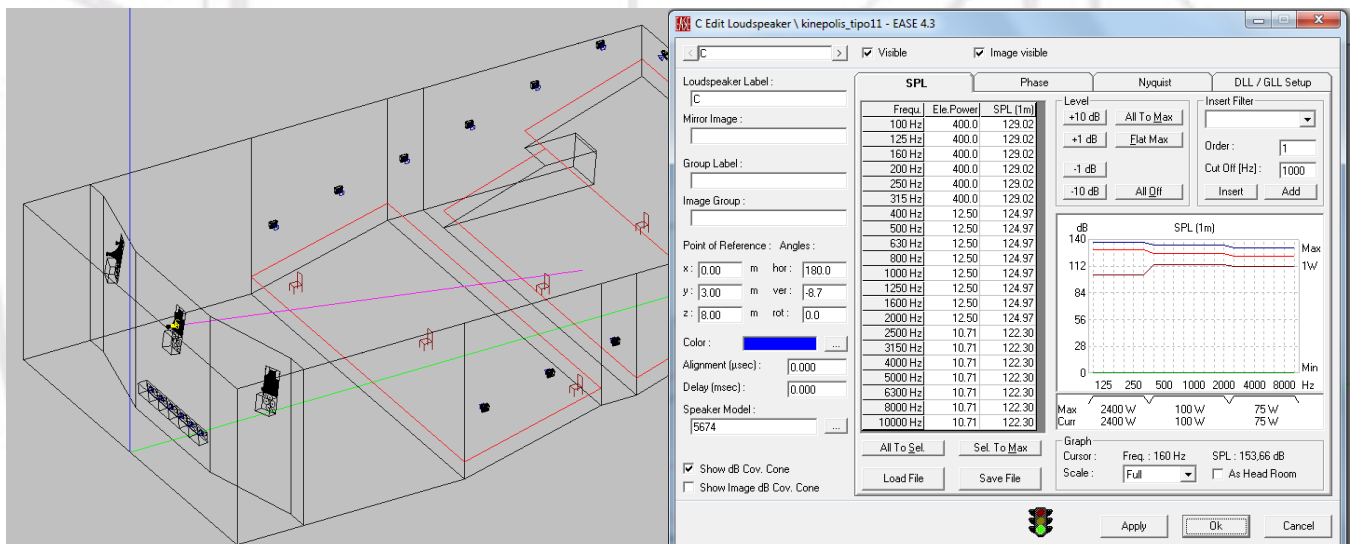 EASE C Edit Loudspeaker \ kinepolis_tipo11 - EASE 4.3
< C > Visible Image visible
Loudspeaker Label :
C
Mirror Image :
Group Label :
Image Group :
Point of Reference : Angles :
x : 0.00 m hor : 180.0
y : 3.00 m ver : -8.7
z : 8.00 m rot : 0.0
Color : ...
Alignment (µsec) : 0.000
Delay (msec) : 0.000
Speaker Model :
5674 ...
Show dB Cov. Cone
Show Image dB Cov. Cone
SPL Phase Nyquist DLL / GLL Setup
Frequ. Ele.Power SPL (1m)
100 Hz 400.0 129.02
125 Hz 400.0 129.02
160 Hz 400.0 129.02
200 Hz 400.0 129.02
250 Hz 400.0 129.02
315 Hz 400.0 129.02
400 Hz 12.50 124.97
500 Hz 12.50 124.97
630 Hz 12.50 124.97
800 Hz 12.50 124.97
1000 Hz 12.50 124.97
1250 Hz 12.50 124.97
1600 Hz 12.50 124.97
2000 Hz 12.50 124.97
2500 Hz 10.71 122.30
3150 Hz 10.71 122.30
4000 Hz 10.71 122.30
5000 Hz 10.71 122.30
6300 Hz 10.71 122.30
8000 Hz 10.71 122.30
10000 Hz 10.71 122.30
All To Sel. Sel. To Max
Load File Save File
Level
+10 dB All To Max
+1 dB Flat Max
-1 dB
-10 dB All Off
Insert Filter
Order : 1
Cut Off [Hz] : 1000
Insert Add
dB SPL (1m)
140 Max
112 1W
84
56
28
0 Min
125 250 500 1000 2000 4000 8000 Hz
Max 2400 W 100 W 75 W
Curr 2400 W 100 W 75 W
Graph
Cursor : Freq. : 160 Hz SPL : 153,66 dB
Scale : Full As Head Room
Apply Ok Cancel